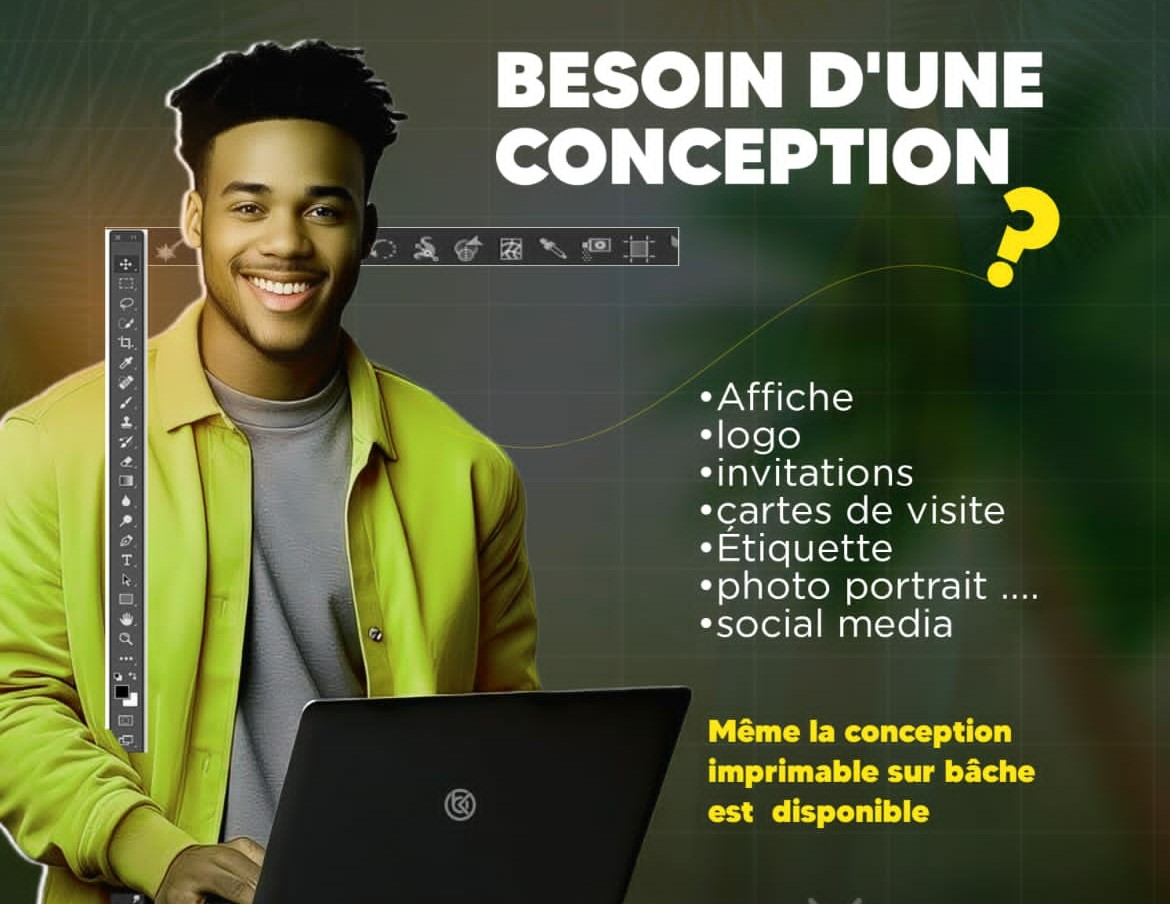 BESOIN D'UNE
CONCEPTION
?
•Affiche
•logo
•invitations
•cartes de visite
•Étiquette
•photo portrait ....
•social media
Même la conception
imprimable sur bâche
est disponible